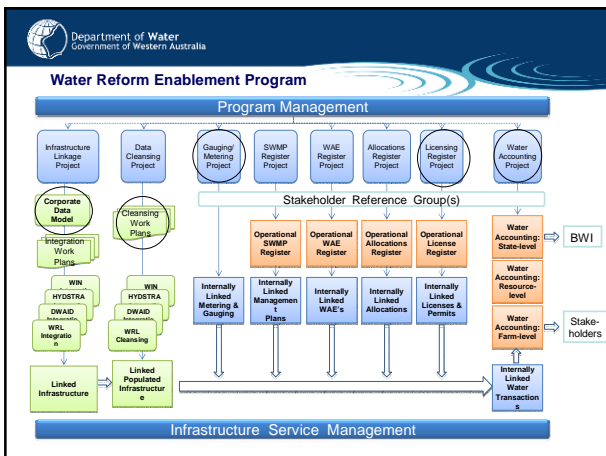 Department of Water
Government of Western Australia
Water Reform Enablement Program
Program Management
Infrastructure
Linkage
Project
Data
Cleansing
Project
Gauging/
Metering
Project
SWMP
Register
Project
WAE
Register
Project
Allocations
Register
Project
Licensing
Register
Project
Water
Accounting
Project
Stakeholder Reference Group(s)
Corporate
Data
Model
Integration
Work
Plans
Cleansing
Work
Plans
Operational
SWMP
Register
Operational
WAE
Register
Operational
Allocations
Register
Operational
License
Register
Water
Accounting:
State-level
BWI
Water
Accounting:
Resource-
level
Water
Accounting:
Farm-level
Stake-
holders
WIN
HYDSTRA
DWAID
WRL
Integratio
n
WIN
HYDSTRA
DWAID
WRL
Cleansing
Internally
Linked
Metering &
Gauging
Internally
Linked
Managemen
t
Plans
Internally
Linked
WAE's
Internally
Linked
Allocations
Internally
Linked
Licenses &
Permits
Linked
Infrastructure
Linked
Populated
Infrastructur
e
Internally
Linked
Water
Transaction
s
Infrastructure Service Management